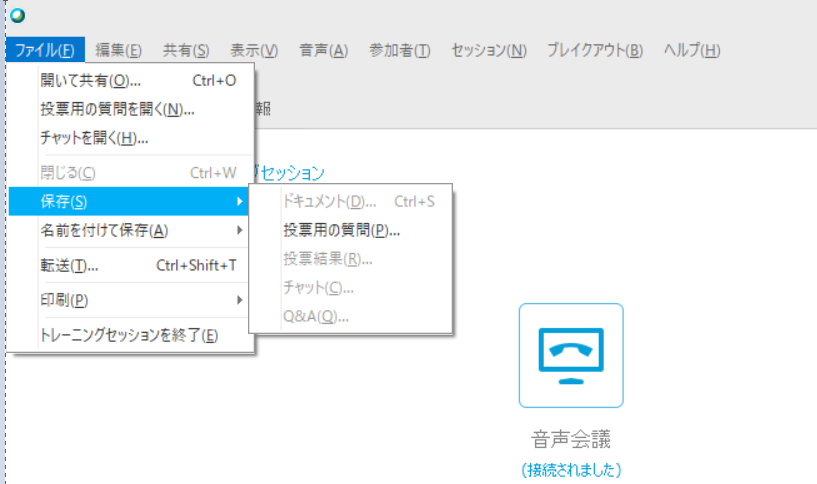 ファイル(F) 編集(E) 共有(S) 表示(V) 音声(A) 参加者(T) セッション(N) ブレイクアウト(B) ヘルプ(H)
開いて共有(O)... Ctrl+O
投票用の質問を開く(N)... 報
チャットを開く(H)...
閉じる(C) Ctrl+W グセッション
保存(S) ドキュメント(D)... Ctrl+S
名前を付けて保存(A) 投票用の質問(P)...
転送(T)... Ctrl+Shift+T 投票結果(R)...
チャット(C)...
印刷(P)
Q&A(Q)...
トレーニングセッションを終了(E)
音声会議
(接続されました)